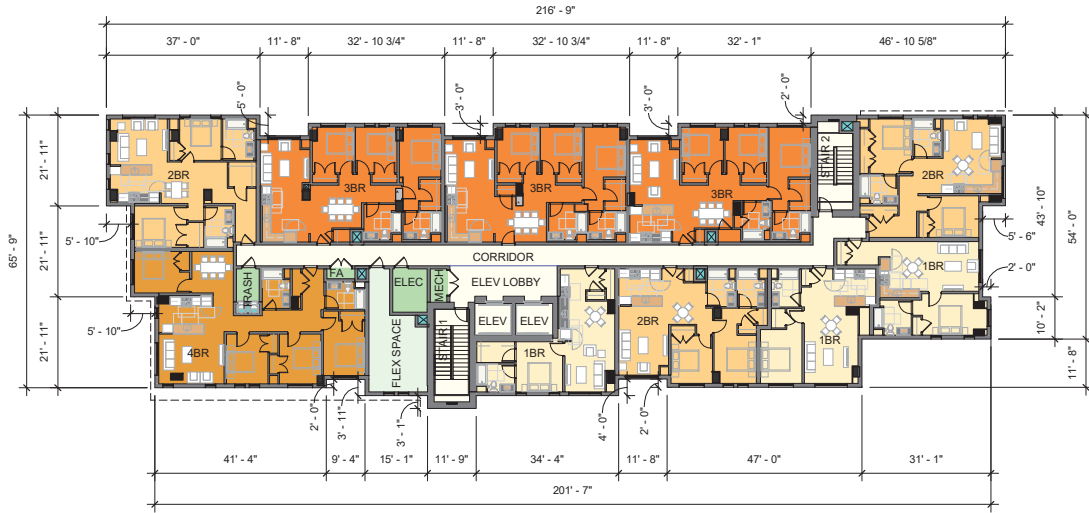 216' - 9"
37' - 0"
11' - 8"
32' - 10 3/4"
11' - 8"
32' - 10 3/4"
11' - 8"
32' - 1"
46' - 10 5/8"
5' - 0"
3' - 0"
3' - 0"
2' - 0"
65' - 9"
21' - 11"
21' - 11"
21' - 11"
5' - 10"
5' - 10"
2BR
3BR
3BR
3BR
STAIR 2
2BR
43' - 10"
54' - 0"
5' - 6"
2' - 0"
10' - 2"
11' - 8"
CORRIDOR
TRASH
FA
ELEC
MECH
ELEV LOBBY
1BR
ELEV
ELEV
4BR
FLEX SPACE
STAIR 1
1BR
2BR
1BR
2' - 0"
3' - 11"
3' - 1"
4' - 0"
2' - 0"
41' - 4"
9' - 4"
15' - 1"
11' - 9"
34' - 4"
11' - 8"
47' - 0"
31' - 1"
201' - 7"